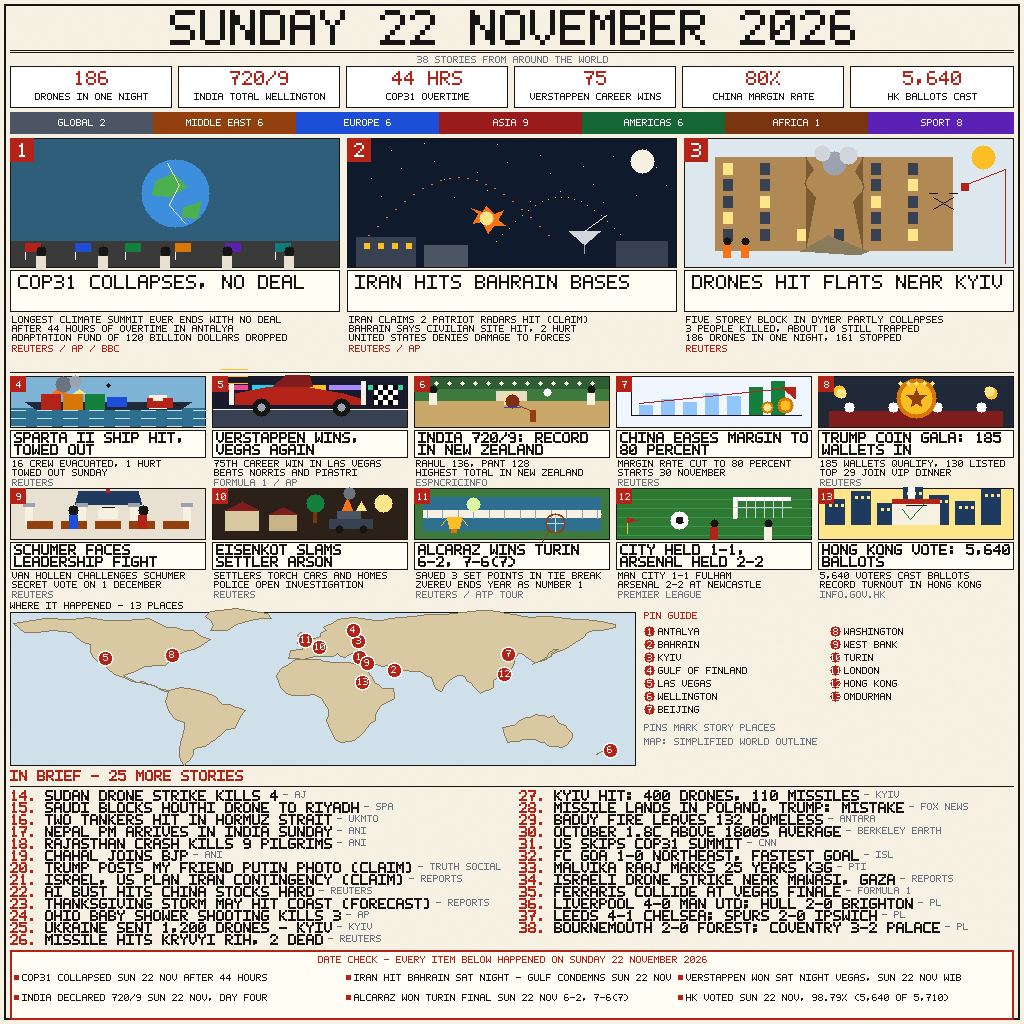 SUNDAY 22 NOVEMBER 2026
38 STORIES FROM AROUND THE WORLD
186
DRONES IN ONE NIGHT
720/9
INDIA TOTAL WELLINGTON
44 HRS
COP31 OVERTIME
75
VERSTAPPEN CAREER WINS
80%
CHINA MARGIN RATE
5,640
HK BALLOTS CAST
GLOBAL 2
MIDDLE EAST 6
EUROPE 6
ASIA 9
AMERICAS 6
AFRICA 1
SPORT 8
1
COP31 COLLAPSES, NO DEAL
LONGEST CLIMATE SUMMIT EVER ENDS WITH NO DEAL
AFTER 44 HOURS OF OVERTIME IN ANTALYA
ADAPTATION FUND OF 120 BILLION DOLLARS DROPPED
REUTERS / AP / BBC
2
IRAN HITS BAHRAIN BASES
IRAN CLAIMS 2 PATRIOT RADARS HIT (CLAIM)
BAHRAIN SAYS CIVILIAN SITE HIT, 2 HURT
UNITED STATES DENIES DAMAGE TO FORCES
REUTERS / AP
3
DRONES HIT FLATS NEAR KYIV
FIVE STOREY BLOCK IN DYMER PARTLY COLLAPSES
3 PEOPLE KILLED, ABOUT 10 STILL TRAPPED
186 DRONES IN ONE NIGHT, 161 STOPPED
REUTERS
4
SPARTA II SHIP HIT,
TOWED OUT
16 CREW EVACUATED, 1 HURT
TOWED OUT SUNDAY
REUTERS
5
VERSTAPPEN WINS,
VEGAS AGAIN
75TH CAREER WIN IN LAS VEGAS
BEATS NORRIS AND PIASTRI
FORMULA 1 / AP
6
INDIA 720/9: RECORD
IN NEW ZEALAND
RAHUL 136, PANT 128
HIGHEST TOTAL IN NEW ZEALAND
ESPNCRICINFO
7
CHINA EASES MARGIN TO
80 PERCENT
MARGIN RATE CUT TO 80 PERCENT
STARTS 30 NOVEMBER
REUTERS
8
TRUMP COIN GALA: 185
WALLETS IN
185 WALLETS QUALIFY, 130 LISTED
TOP 29 JOIN VIP DINNER
REUTERS
9
SCHUMER FACES
LEADERSHIP FIGHT
VAN HOLLEN CHALLENGES SCHUMER
SECRET VOTE ON 1 DECEMBER
REUTERS
10
EISENKOT SLAMS
SETTLER ARSON
SETTLERS TORCH CARS AND HOMES
POLICE OPEN INVESTIGATION
REUTERS
11
ALCARAZ WINS TURIN
6-2, 7-6(7)
SAVED 3 SET POINTS IN TIE BREAK
ZVEREV ENDS YEAR AS NUMBER 1
REUTERS / ATP TOUR
12
CITY HELD 1-1,
ARSENAL HELD 2-2
MAN CITY 1-1 FULHAM
ARSENAL 2-2 AT NEWCASTLE
PREMIER LEAGUE
13
HONG KONG VOTE: 5,640
BALLOTS
5,640 VOTERS CAST BALLOTS
RECORD TURNOUT IN HONG KONG
INFO.GOV.HK
WHERE IT HAPPENED - 13 PLACES
5
8
11
10
4
3
1
9
2
13
7
12
6
PIN GUIDE
1 ANTALYA
2 BAHRAIN
3 KYIV
4 GULF OF FINLAND
5 LAS VEGAS
6 WELLINGTON
7 BEIJING
8 WASHINGTON
9 WEST BANK
10 TURIN
11 LONDON
12 HONG KONG
13 OMDURMAN
PINS MARK STORY PLACES
MAP: SIMPLIFIED WORLD OUTLINE
IN BRIEF - 25 MORE STORIES
14. SUDAN DRONE STRIKE KILLS 4 - AJ
15. SAUDI BLOCKS HOUTHI DRONE TO RIYADH - SPA
16. TWO TANKERS HIT IN HORMUZ STRAIT - UKMTO
17. NEPAL PM ARRIVES IN INDIA SUNDAY - ANI
18. RAJASTHAN CRASH KILLS 9 PILGRIMS - ANI
19. CHAHAL JOINS BJP - ANI
20. TRUMP POSTS MY FRIEND PUTIN PHOTO (CLAIM) - TRUTH SOCIAL
21. ISRAEL, US PLAN IRAN CONTINGENCY (CLAIM) - REPORTS
22. AI BUST HITS CHINA STOCKS HARD - REUTERS
23. THANKSGIVING STORM MAY HIT COAST (FORECAST) - REPORTS
24. OHIO BABY SHOWER SHOOTING KILLS 3 - AP
25. UKRAINE SENT 1,200 DRONES - KYIV - KYIV
26. MISSILE HITS KRYVYI RIH, 2 DEAD - REUTERS
27. KYIV HIT: 400 DRONES, 110 MISSILES - KYIV
28. MISSILE LANDS IN POLAND, TRUMP: MISTAKE - FOX NEWS
29. BADUY FIRE LEAVES 132 HOMELESS - ANTARA
30. OCTOBER 1.8C ABOVE 1800S AVERAGE - BERKELEY EARTH
31. US SKIPS COP31 SUMMIT - CNN
32. FC GOA 1-0 NORTHEAST, FASTEST GOAL - ISL
33. MALVIKA RAAJ MARKS 25 YEARS K3G - PTI
34. ISRAELI DRONE STRIKE NEAR MAWASI, GAZA - REPORTS
35. FERRARIS COLLIDE AT VEGAS FINALE - FORMULA 1
36. LIVERPOOL 4-0 MAN UTD: HULL 2-0 BRIGHTON - PL
37. LEEDS 4-1 CHELSEA: SPURS 2-0 IPSWICH - PL
38. BOURNEMOUTH 2-0 FOREST: COVENTRY 3-2 PALACE - PL
DATE CHECK - EVERY ITEM BELOW HAPPENED ON SUNDAY 22 NOVEMBER 2026
COP31 COLLAPSED SUN 22 NOV AFTER 44 HOURS
IRAN HIT BAHRAIN SAT NIGHT - GULF CONDEMNS SUN 22 NOV
VERSTAPPEN WON SAT NIGHT VEGAS, SUN 22 NOV WIB
INDIA DECLARED 720/9 SUN 22 NOV, DAY FOUR
ALCARAZ WON TURIN FINAL SUN 22 NOV 6-2, 7-6(7)
HK VOTED SUN 22 NOV, 98.79% (5,640 OF 5,710)